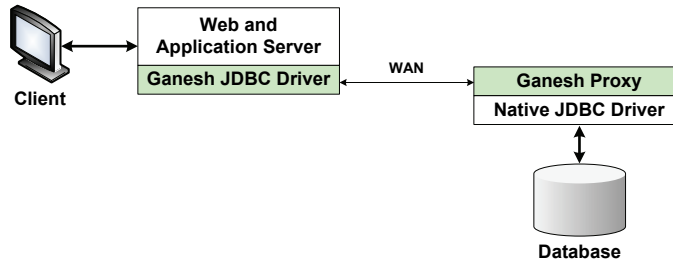 Web and
Application Server
Ganesh JDBC Driver
Client
WAN
Ganesh Proxy
Native JDBC Driver
Database